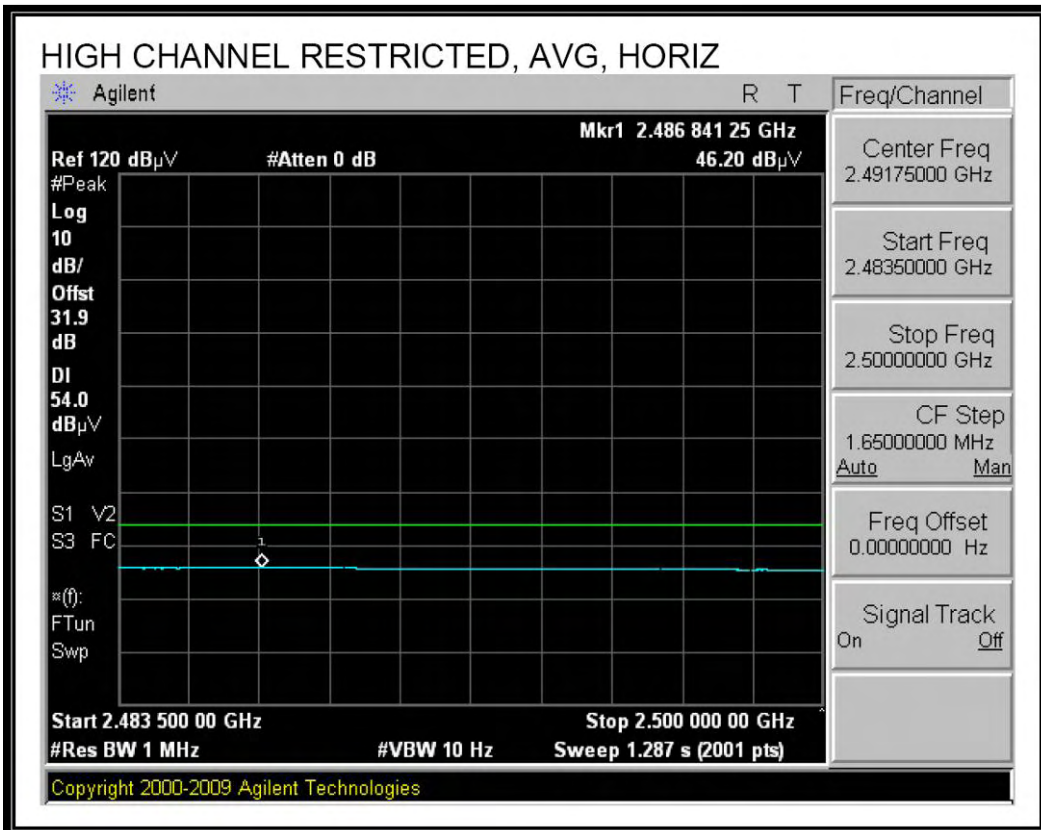 HIGH CHANNEL RESTRICTED, AVG, HORIZ
Agilent R T Freq/Channel
Mkr1 2.486 841 25 GHz
Ref 120 dBµV #Atten 0 dB 46.20 dBµV
#Peak
Log
10
dB/
Offst
31.9
dB
DI
54.0
dBµV
LgAv
S1 V2
S3 FC
1
¤(f):
FTun
Swp
Start 2.483 500 00 GHz Stop 2.500 000 00 GHz
#Res BW 1 MHz #VBW 10 Hz Sweep 1.287 s (2001 pts)
Center Freq
2.49175000 GHz
Start Freq
2.48350000 GHz
Stop Freq
2.50000000 GHz
CF Step
1.65000000 MHz
Auto Man
Freq Offset
0.00000000 Hz
Signal Track
On Off
Copyright 2000-2009 Agilent Technologies